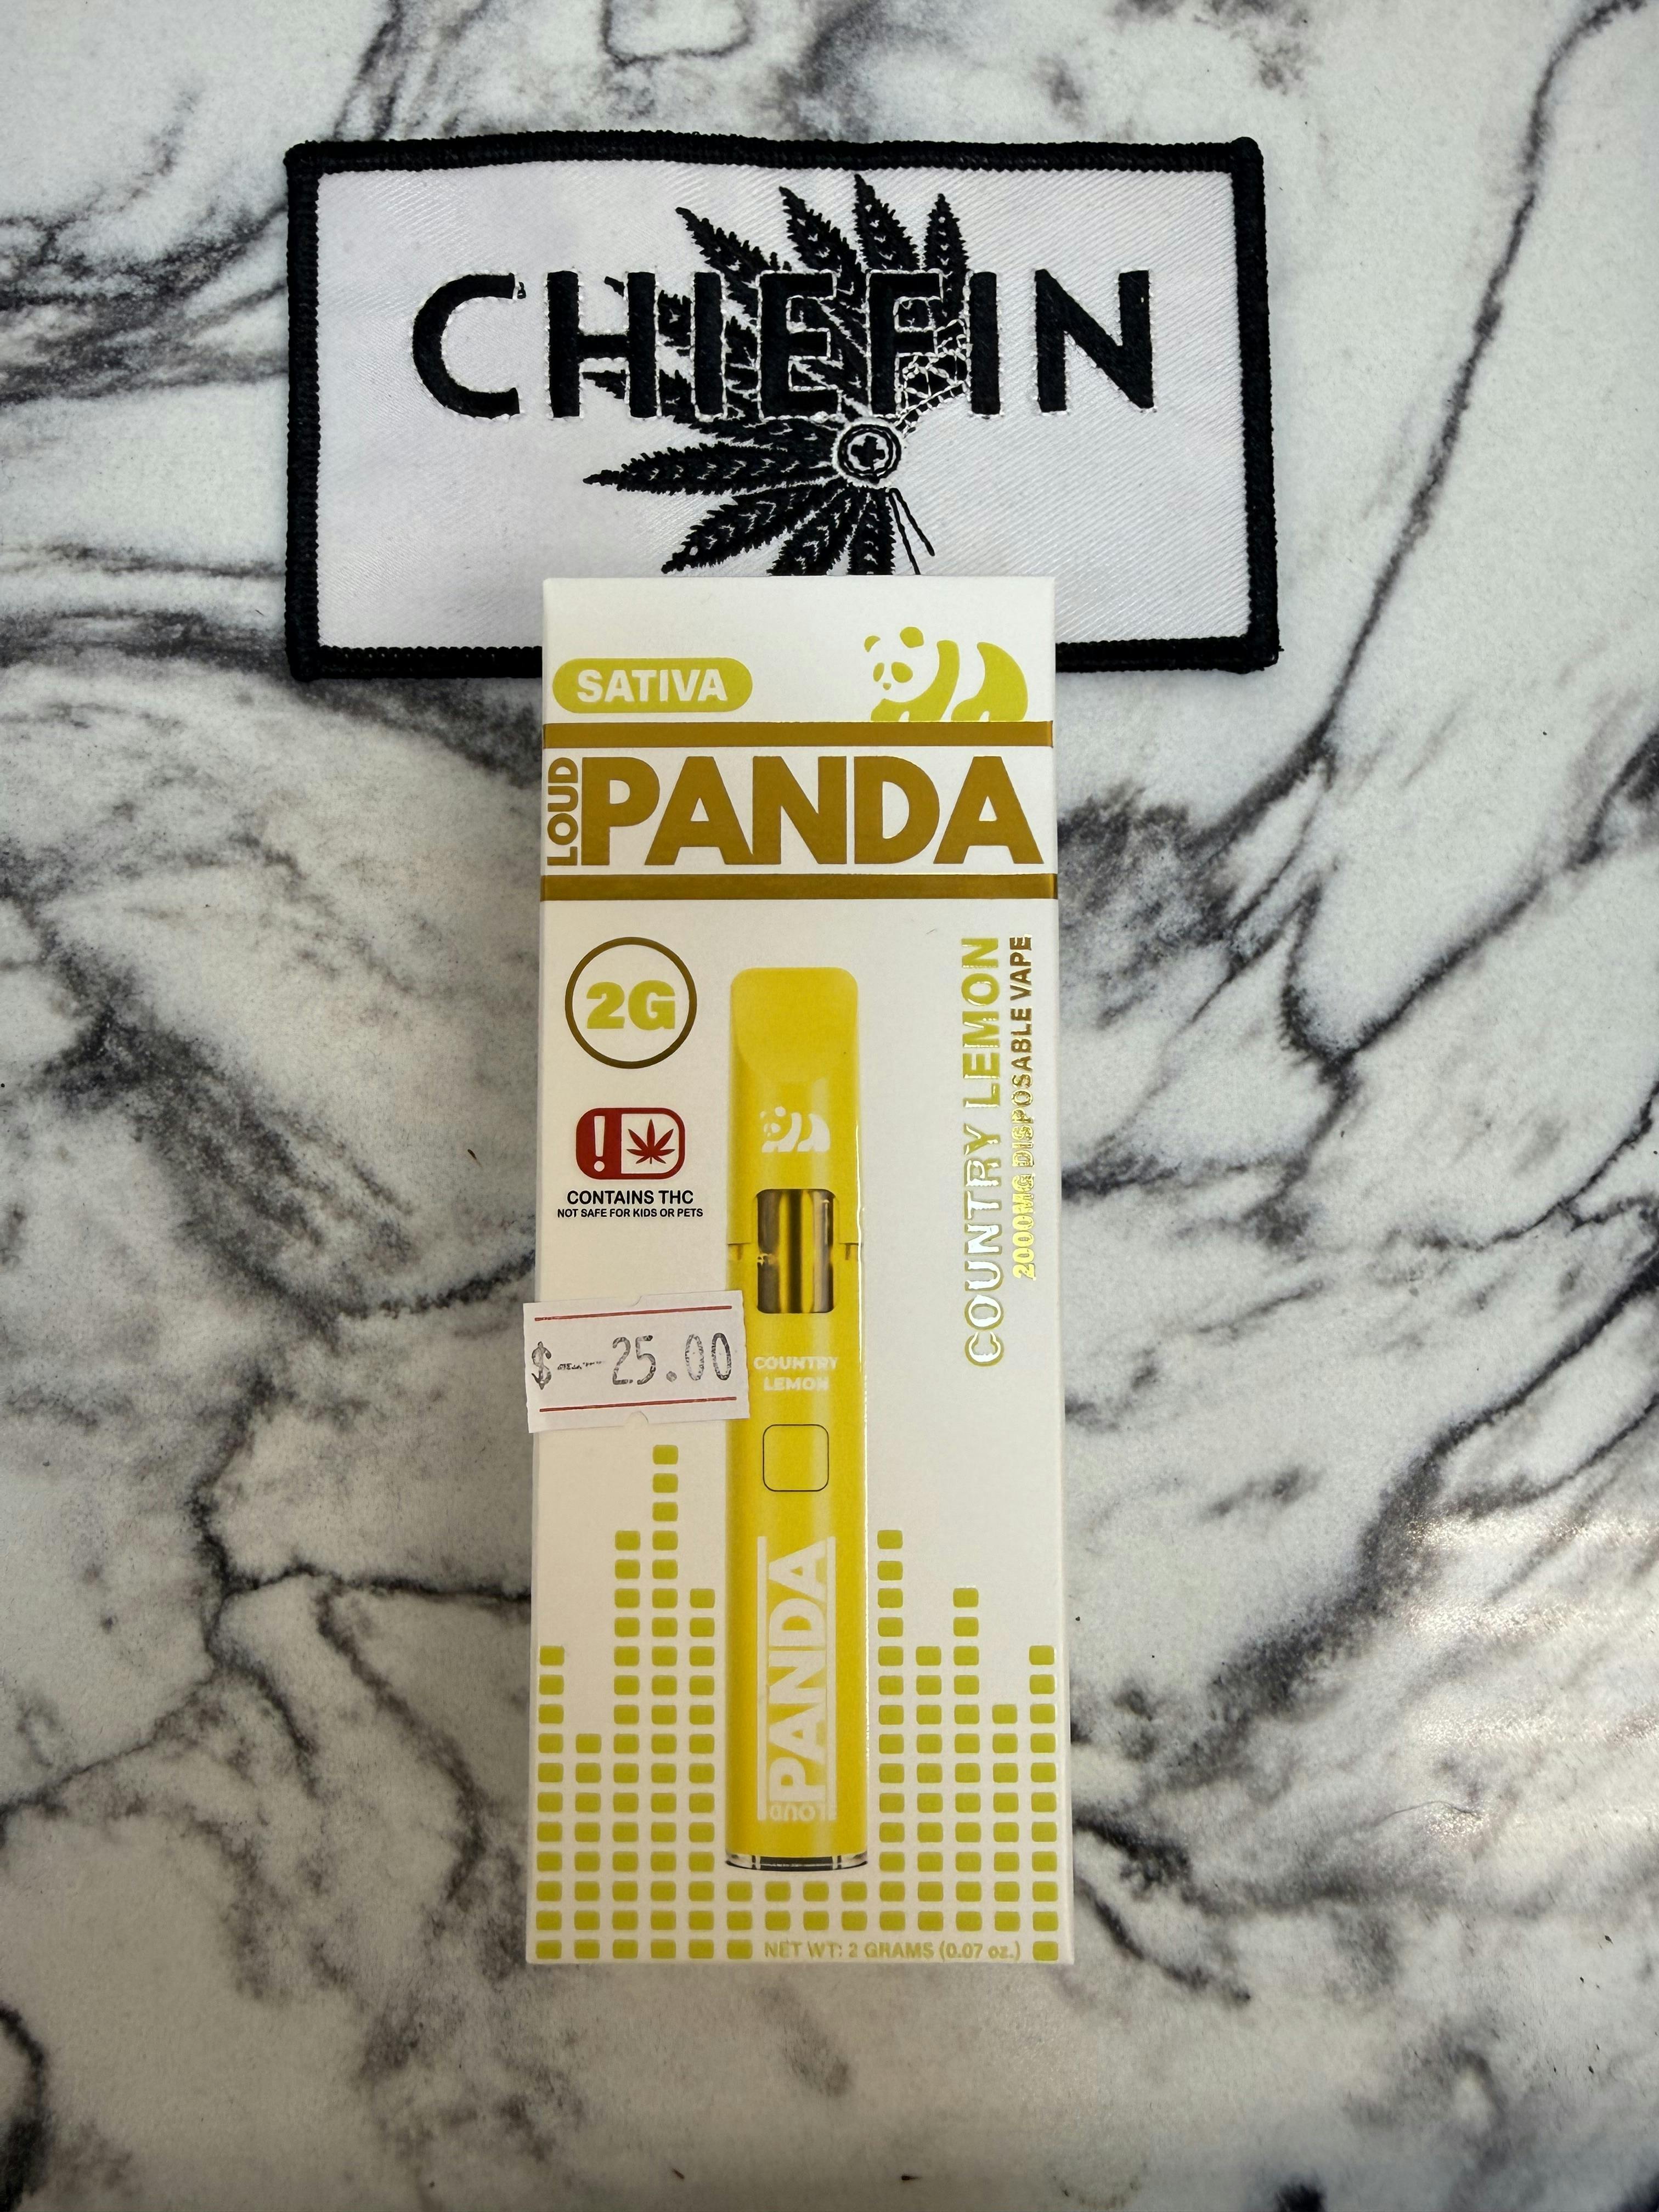 CHIEFIN
SATIVA
LOUD
PANDA
2G
COUNTRY LEMON
2000MG DISPOSABLE VAPE
!
CONTAINS THC
NOT SAFE FOR KIDS OR PETS
$--25.00
COUNTRY
LEMON
LOUD
PANDA
NET WT: 2 GRAMS (0.07 oz.)